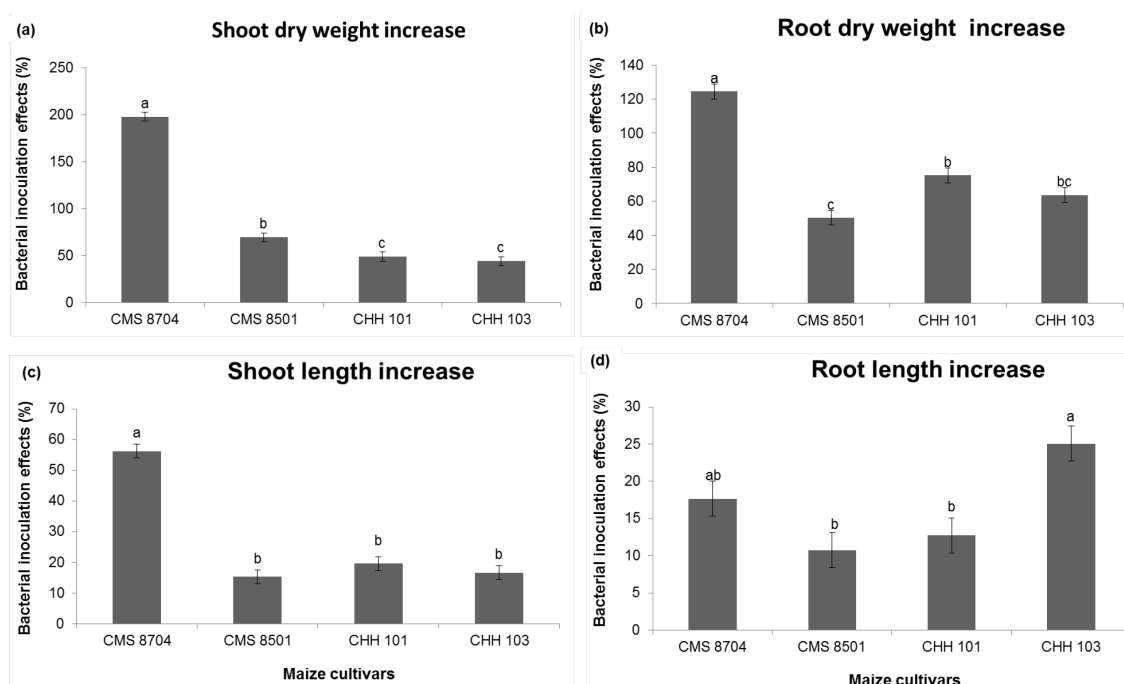 (a)
Shoot dry weight increase
Bacterial inoculation effects (%)
250
200
150
100
50
0
a
b
c
c
CMS 8704
CMS 8501
CHH 101
CHH 103
(b)
Root dry weight increase
Bacterial inoculation effects (%)
140
120
100
80
60
40
20
0
a
c
b
bc
CMS 8704
CMS 8501
CHH 101
CHH 103
(c)
Shoot length increase
Bacterial inoculation effects (%)
70
60
50
40
30
20
10
0
a
b
b
b
CMS 8704
CMS 8501
CHH 101
CHH 103
Maize cultivars
(d)
Root length increase
Bacterial inoculation effects (%)
30
25
20
15
10
5
0
ab
b
b
a
CMS 8704
CMS 8501
CHH 101
CHH 103
Maize cultivars